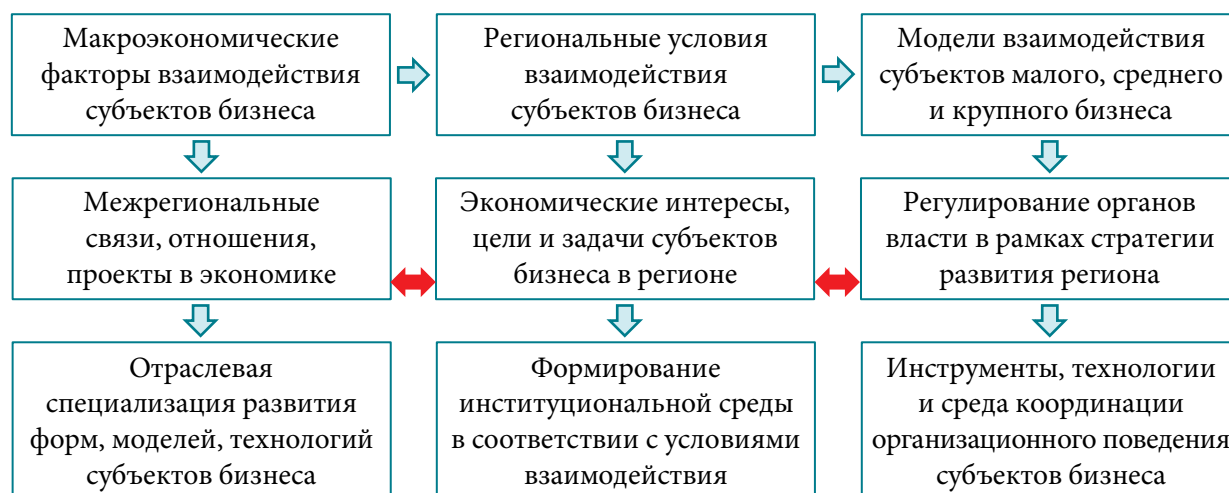 Макроэкономические
факторы взаимодействия
субъектов бизнеса
Региональные условия
взаимодействия
субъектов бизнеса
Модели взаимодействия
субъектов малого, среднего
и крупного бизнеса
Межрегиональные
связи, отношения,
проекты в экономике
Экономические интересы,
цели и задачи субъектов
бизнеса в регионе
Регулирование органов
власти в рамках стратегии
развития региона
Отраслевая
специализация развития
форм, моделей, технологий
субъектов бизнеса
Формирование
институциональной среды
в соответствии с условиями
взаимодействия
Инструменты, технологии
и среда координации
организационного поведения
субъектов бизнеса